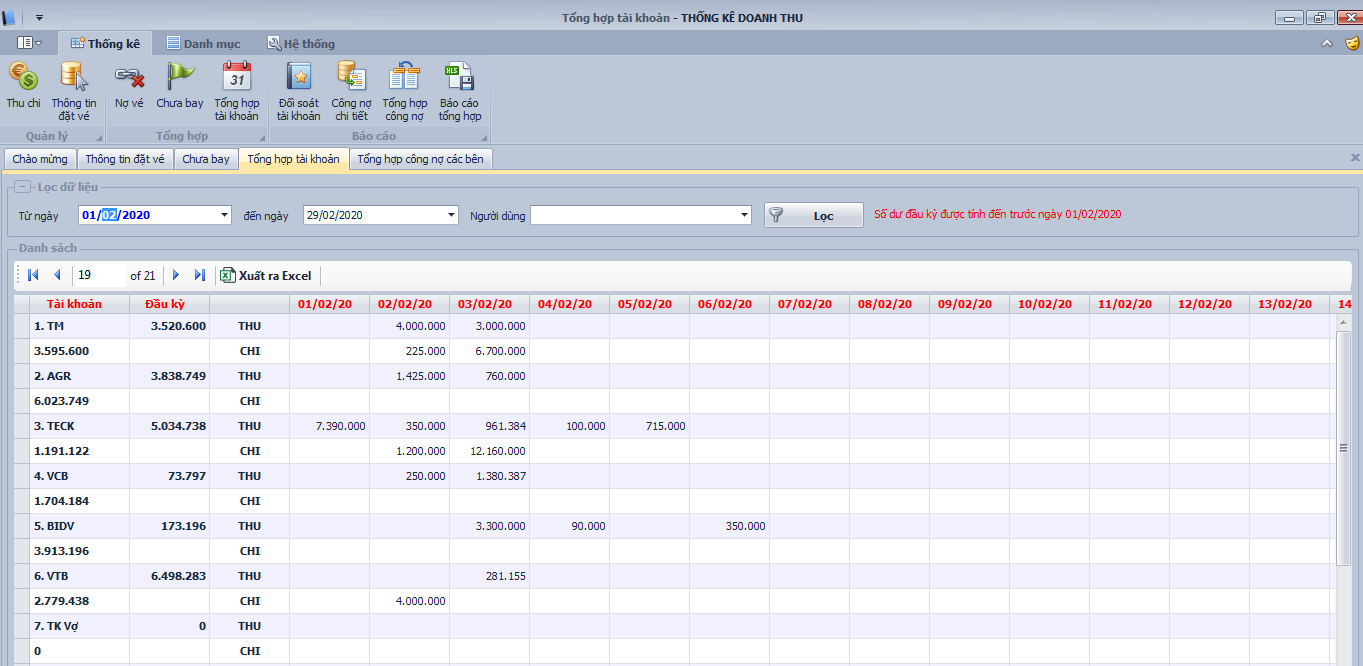 Tổng hợp tài khoản - THỐNG KÊ DOANH THU
Thống kê Danh mục Hệ thống
Thu chi Thông tin đặt vé Nợ vé Chưa bay Tổng hợp tài khoản Đối soát tài khoản Công nợ chi tiết Tổng hợp công nợ Báo cáo tổng hợp
31 XLS
Quản lý Tổng hợp Báo cáo
Chào mừng Thông tin đặt vé Chưa bay Tổng hợp tài khoản Tổng hợp công nợ các bên
Lọc dữ liệu
Từ ngày 01/02/2020 đến ngày 29/02/2020 Người dùng Lọc Số dư đầu kỳ được tính đến trước ngày 01/02/2020
Danh sách
19 of 21 Xuất ra Excel
Tài khoản Đầu kỳ 01/02/20 02/02/20 03/02/20 04/02/20 05/02/20 06/02/20 07/02/20 08/02/20 09/02/20 10/02/20 11/02/20 12/02/20 13/02/20 14
1. TM 3.520.600 THU 4.000.000 3.000.000
3.595.600 CHI 225.000 6.700.000
2. AGR 3.838.749 THU 1.425.000 760.000
6.023.749 CHI
3. TECK 5.034.738 THU 7.390.000 350.000 961.384 100.000 715.000
1.191.122 CHI 1.200.000 12.160.000
4. VCB 73.797 THU 250.000 1.380.387
1.704.184 CHI
5. BIDV 173.196 THU 3.300.000 90.000 350.000
3.913.196 CHI
6. VTB 6.498.283 THU 281.155
2.779.438 CHI 4.000.000
7. TK Vợ 0 THU
0 CHI